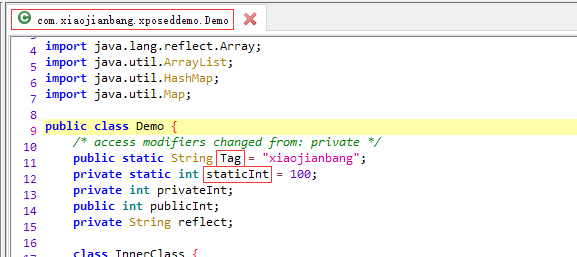 com.xiaojianbang.xposeddemo.Demo
4 import java.lang.reflect.Array;
5 import java.util.ArrayList;
6 import java.util.HashMap;
7 import java.util.Map;
8
9 public class Demo {
10 /* access modifiers changed from: private */
11 public static String Tag = "xiaojianbang";
12 private static int staticInt = 100;
13 private int privateInt;
14 public int publicInt;
15 private String reflect;
16
17 class InnerClass {